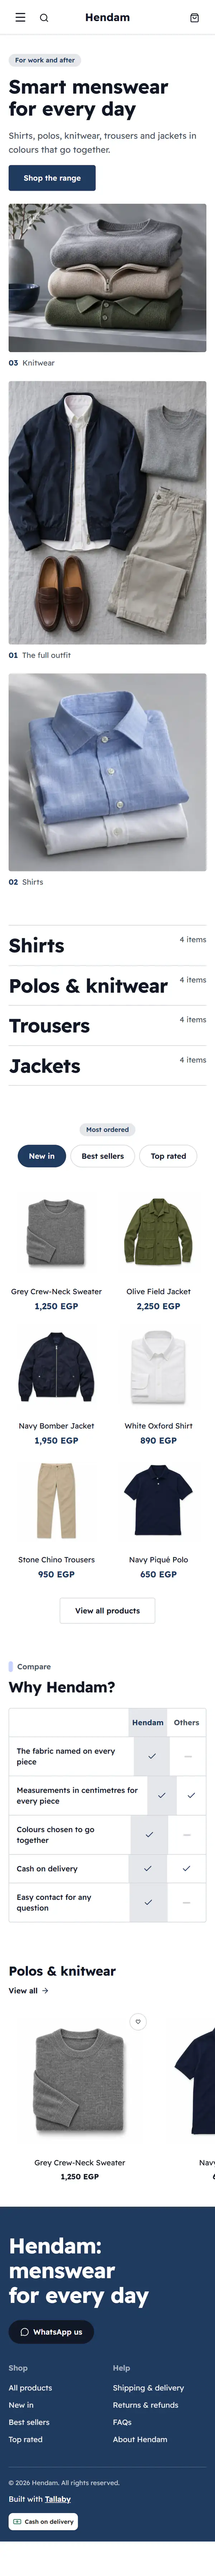 Hendam
For work and after
Smart menswear
for every day
Shirts, polos, knitwear, trousers and jackets in
colours that go together.
Shop the range
03 Knitwear
01 The full outfit
02 Shirts
Shirts 4 items
Polos & knitwear 4 items
Trousers 4 items
Jackets 4 items
Most ordered
New in Best sellers Top rated
Grey Crew-Neck Sweater Olive Field Jacket
1,250 EGP 2,250 EGP
Navy Bomber Jacket White Oxford Shirt
1,950 EGP 890 EGP
Stone Chino Trousers Navy Piqué Polo
950 EGP 650 EGP
View all products
Compare
Why Hendam?
Hendam Others
The fabric named on every
piece
Measurements in centimetres for
every piece
Colours chosen to go
together
Cash on delivery
Easy contact for any
question
Polos & knitwear
View all
Grey Crew-Neck Sweater
1,250 EGP
Hendam:
menswear
for every day
WhatsApp us
Shop Help
All products Shipping & delivery
New in Returns & refunds
Best sellers FAQs
Top rated About Hendam
© 2026 Hendam. All rights reserved.
Built with Tallaby
Cash on delivery